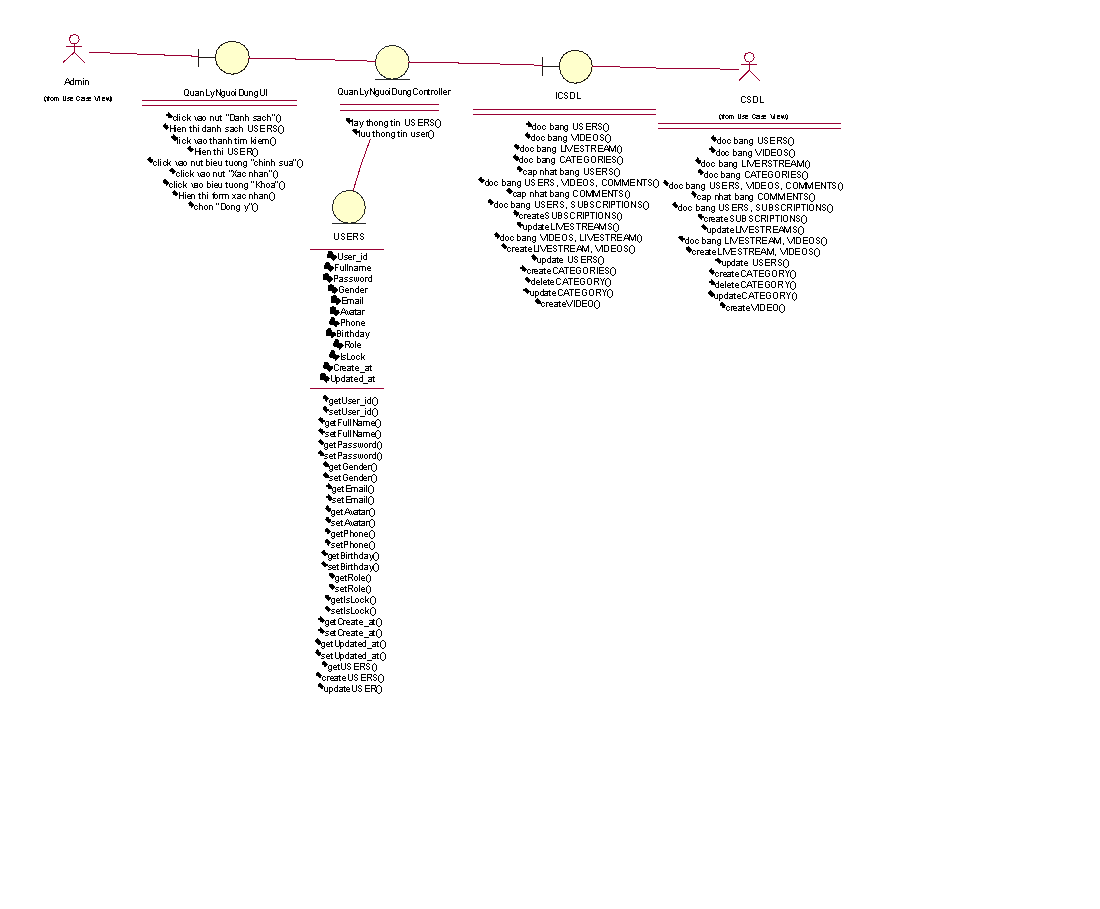 Admin
(from Use Case View)
QuanLyNguoiDungUI
click vao nut "Danh sach"()
Hien thi danh sach USERS()
lick vao thanh tim kiem()
Hien thi USER()
click vao nut bieu tuong "chinh sua"()
click vao nut "Xac nhan"()
click vao bieu tuong "Khoa"()
Hien thi form xac nhan()
chon "Dong y"()
QuanLyNguoiDungController
lay thong tin USERS()
luu thong tin user()
USERS
User_id
Fullname
Password
Gender
Email
Avatar
Phone
Birthday
Role
IsLock
Create_at
Updated_at
getUser_id()
setUser_id()
getFullName()
setFullName()
getPassword()
setPassword()
getGender()
setGender()
getEmail()
setEmail()
getAvatar()
setAvatar()
getPhone()
setPhone()
getBirthday()
setBirthday()
getRole()
setRole()
getIsLock()
setIsLock()
getCreate_at()
setCreate_at()
getUpdated_at()
setUpdated_at()
getUSERS()
createUSERS()
updateUSER()
ICSDL
doc bang USERS()
doc bang VIDEOS()
doc bang LIVESTREAM()
doc bang CATEGORIES()
cap nhat bang USERS()
doc bang USERS, VIDEOS, COMMENTS()
cap nhat bang COMMENTS()
doc bang USERS, SUBSCRIPTIONS()
createSUBSCRIPTIONS()
updateLIVESTREAMS()
doc bang VIDEOS, LIVESTREAM()
createLIVESTREAM, VIDEOS()
update USERS()
createCATEGORIES()
deleteCATEGORY()
updateCATEGORY()
createVIDEO()
CSDL
(from Use Case View)
doc bang USERS()
doc bang VIDEOS()
doc bang LIVERSTREAM()
doc bang CATEGORIES()
doc bang USERS, VIDEOS, COMMENTS()
cap nhat bang COMMENTS()
doc bang USERS, SUBSCRIPTIONS()
createSUBSCRIPTIONS()
updateLIVESTREAMS()
doc bang LIVESTREAM, VIDEOS()
createLIVESTREAM, VIDEOS()
update USERS()
createCATEGORY()
deleteCATEGORY()
updateCATEGORY()
createVIDEO()